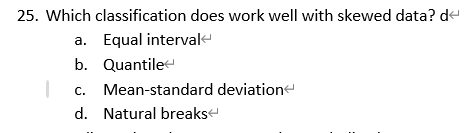 25. Which classification does work well with skewed data? d↵
a. Equal interval↵
b. Quantile↵
c. Mean-standard deviation↵
d. Natural breaks↵